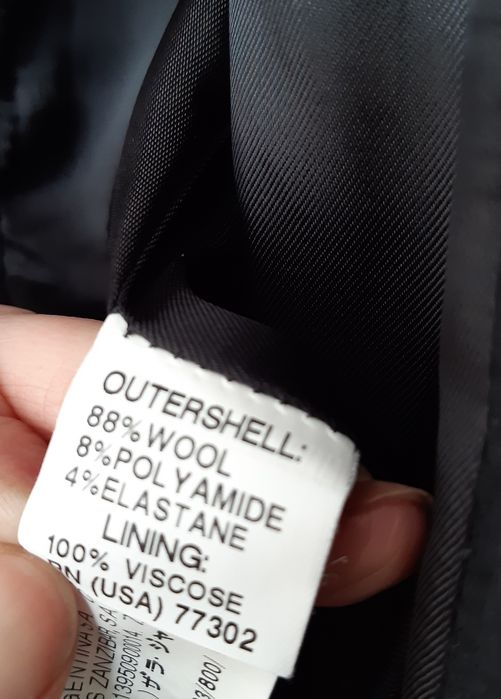 OUTERSHELL:
88% WOOL
8% POLYAMIDE
4% ELASTANE
LINING:
100% VISCOSE
RN (USA) 77302